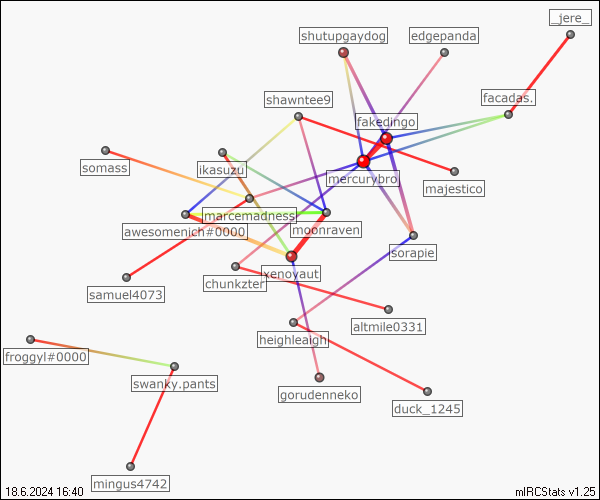 _jere_
shutupgaydog
edgepanda
shawntee9
facadas.
fakedingo
somass
ikasuzu
mercurybro
majestico
marcemadness
awesomenich#0000
moonraven
sorapie
xenoyaut
chunkzter
samuel4073
altmile0331
heighleaigh
froggyl#0000
swanky.pants
gorudenneko
duck_1245
mingus4742
18.6.2024 16:40
mIRCStats v1.25